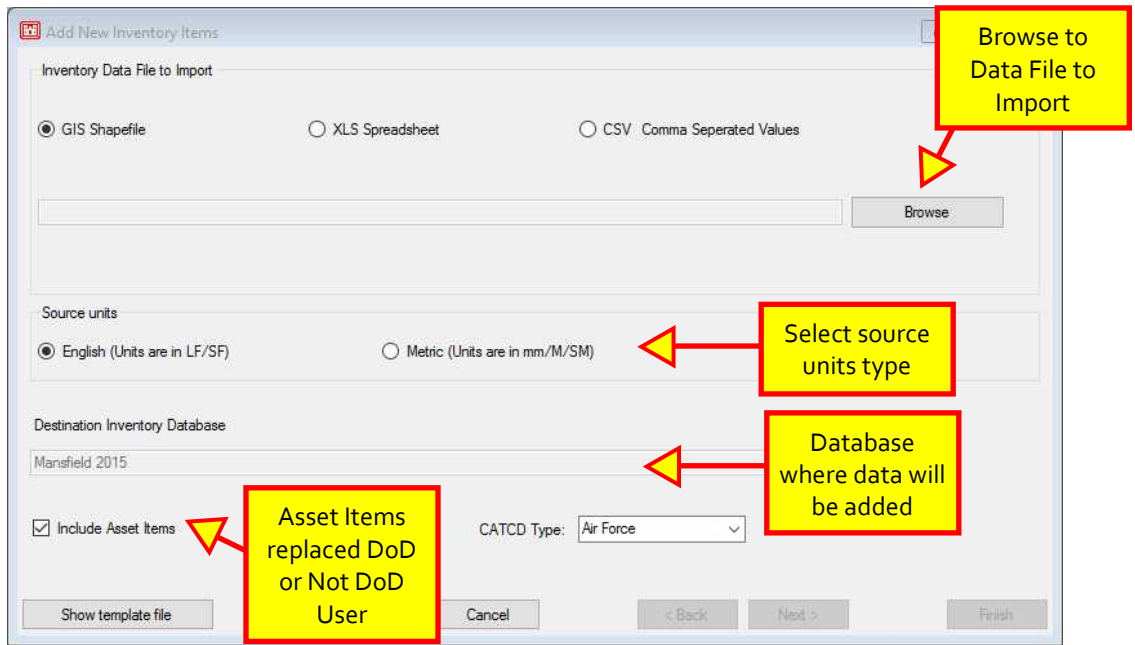 Add New Inventory Items
Browse to
Data File to
Import
Inventory Data File to Import
GIS Shapefile
XLS Spreadsheet
CSV Comma Seperated Values
Browse
Source units
English (Units are in LF/SF)
Metric (Units are in mm/M/SM)
Select source
units type
Destination Inventory Database
Mansfield 2015
Database
where data will
be added
Include Asset Items
Asset Items
replaced DoD
or Not DoD
User
CATCD Type:
Air Force
Show template file
Cancel
< Back
Next >
Finish